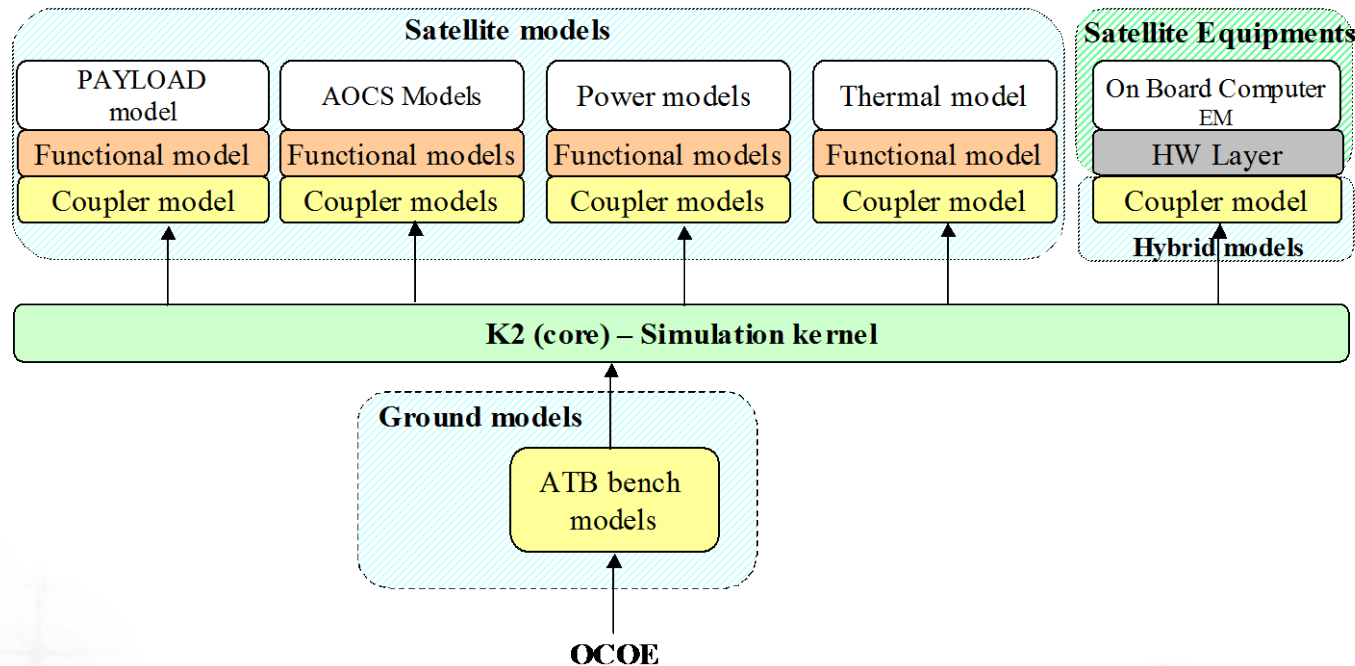 Satellite models
Satellite Equipments
PAYLOAD
model
AOCS Models
Power models
Thermal model
On Board Computer
EM
Functional model
Functional models
Functional models
Functional model
HW Layer
Coupler model
Coupler models
Coupler models
Coupler model
Coupler model
Hybrid models
K2 (core) – Simulation kernel
Ground models
ATB bench
models
OCOE